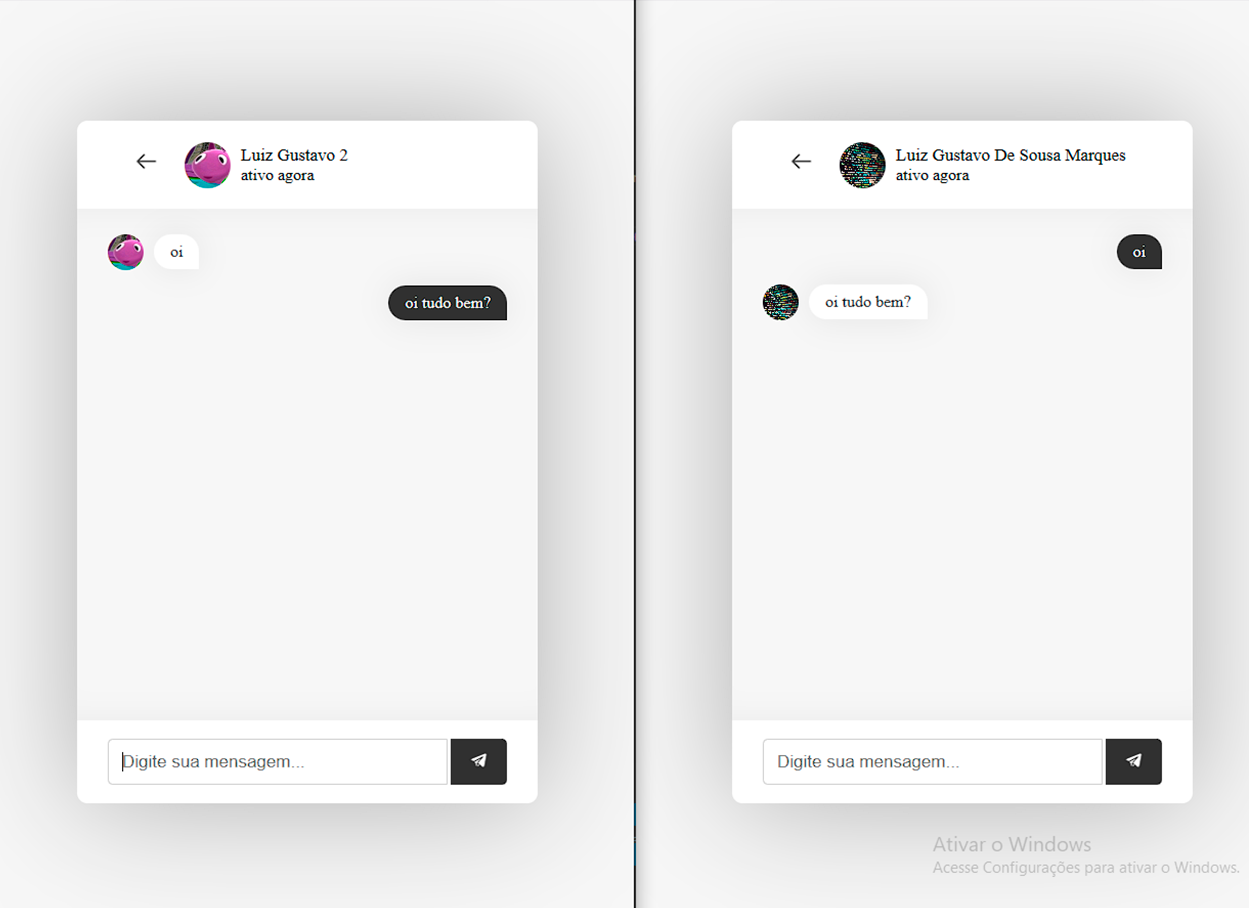 Luiz Gustavo 2
ativo agora
oi
oi tudo bem?
Digite sua mensagem...
Luiz Gustavo De Sousa Marques
ativo agora
oi
oi tudo bem?
Digite sua mensagem...
Ativar o Windows
Acesse Configurações para ativar o Windows.